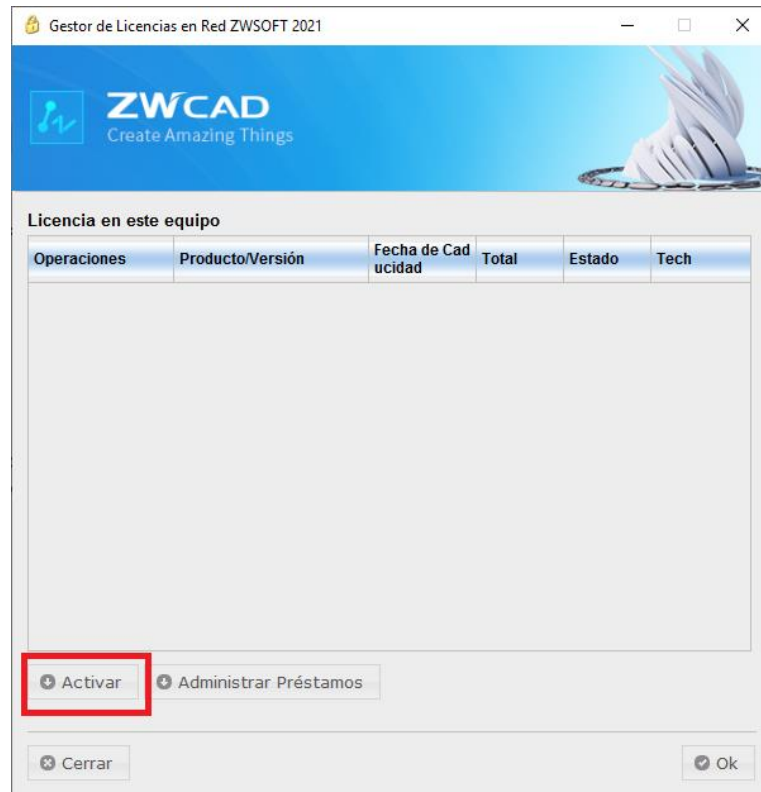 Gestor de Licencias en Red ZWSOFT 2021
ZWCAD
Create Amazing Things
Licencia en este equipo
Operaciones Producto/Versión Fecha de Cad Total Estado Tech
ucidad
Activar Administrar Préstamos
Cerrar Ok